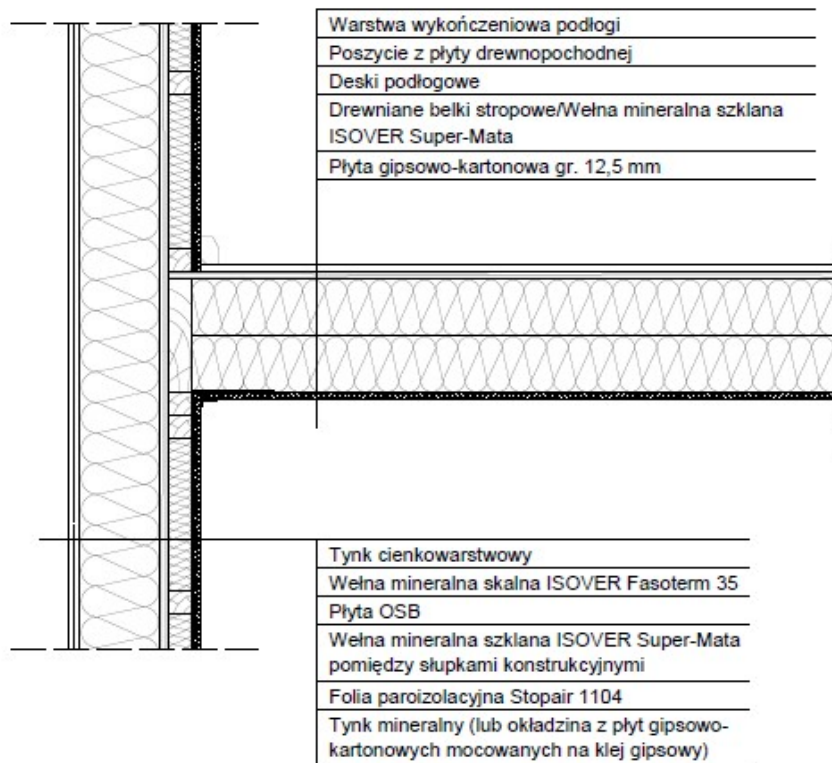 Warstwa wykończeniowa podłogi
Poszycie z płyty drewnopochodnej
Deski podłogowe
Drewniane belki stropowe/Wełna mineralna szklana
ISOVER Super-Mata
Płyta gipsowo-kartonowa gr. 12,5 mm
Tynk cienkowarstwowy
Wełna mineralna skalna ISOVER Fasoterm 35
Płyta OSB
Wełna mineralna szklana ISOVER Super-Mata
pomiędzy słupkami konstrukcyjnymi
Folia paroizolacyjna Stopair 1104
Tynk mineralny (lub okładzina z płyt gipsowo-
kartonowych mocowanych na klej gipsowy)